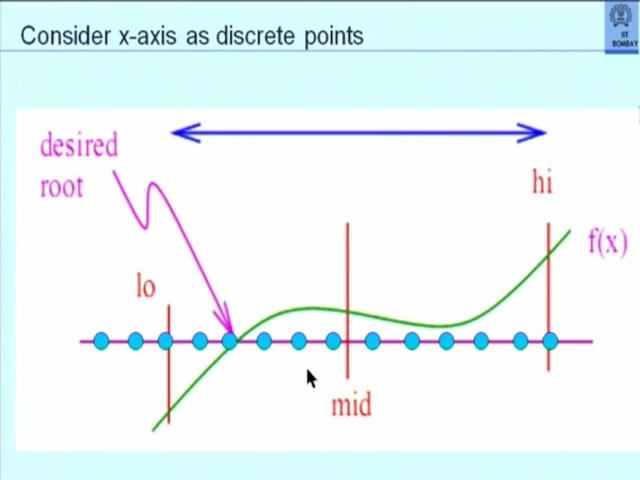 Consider x-axis as discrete points
IIT
BOMBAY
desired
root
hi
f(x)
lo
mid